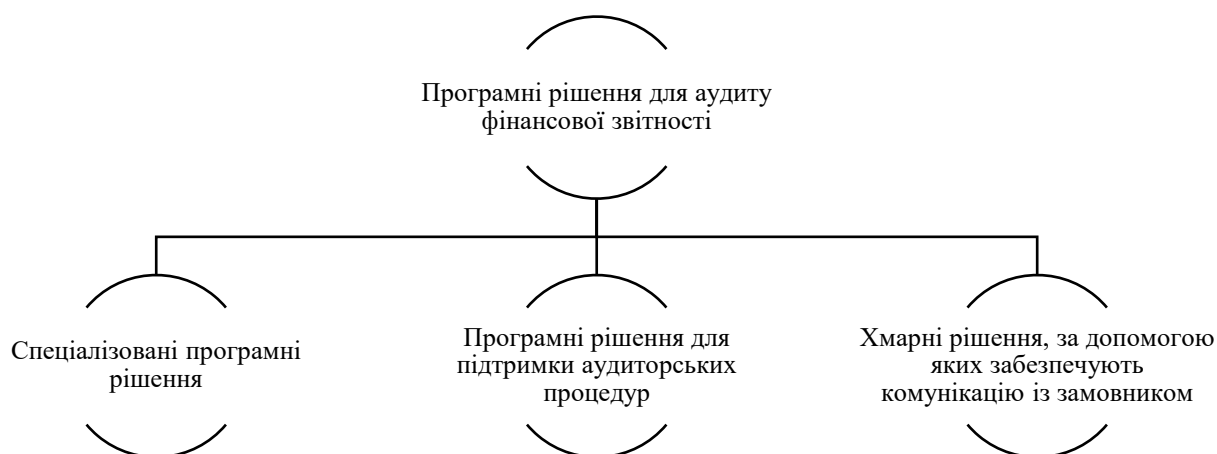 Програмні рішення для аудиту
фінансової звітності
Спеціалізовані програмні
рішення
Програмні рішення для
підтримки аудиторських
процедур
Хмарні рішення, за допомогою
яких забезпечують
комунікацію із замовником